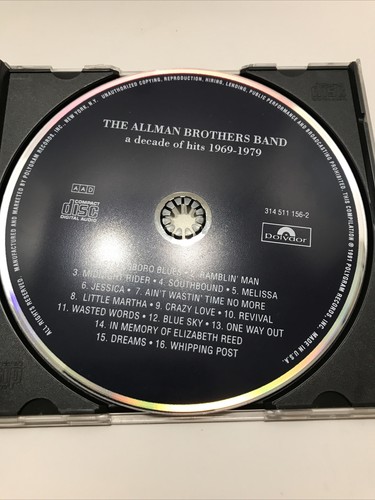 THE ALLMAN BROTHERS BAND
a decade of hits 1969-1979
AAD
COMPACT
disc
DIGITAL AUDIO
314 511 156-2
Polydor
BORO BLUES • 2. RAMBLIN' MAN
3. MIDNIGHT RIDER • 4. SOUTHBOUND • 5. MELISSA
6. JESSICA • 7. AIN'T WASTIN' TIME NO MORE
8. LITTLE MARTHA • 9. CRAZY LOVE • 10. REVIVAL
11. WASTED WORDS • 12. BLUE SKY • 13. ONE WAY OUT
14. IN MEMORY OF ELIZABETH REED
15. DREAMS • 16. WHIPPING POST
ALL RIGHTS RESERVED. MANUFACTURED AND MARKETED BY POLYGRAM RECORDS, INC., NEW YORK, N.Y. UNAUTHORIZED COPYING, REPRODUCTION, HIRING, LENDING, PUBLIC PERFORMANCE AND BROADCASTING PROHIBITED. THIS COMPILATION ℗ 1991 POLYGRAM RECORDS, INC. MADE IN U.S.A.